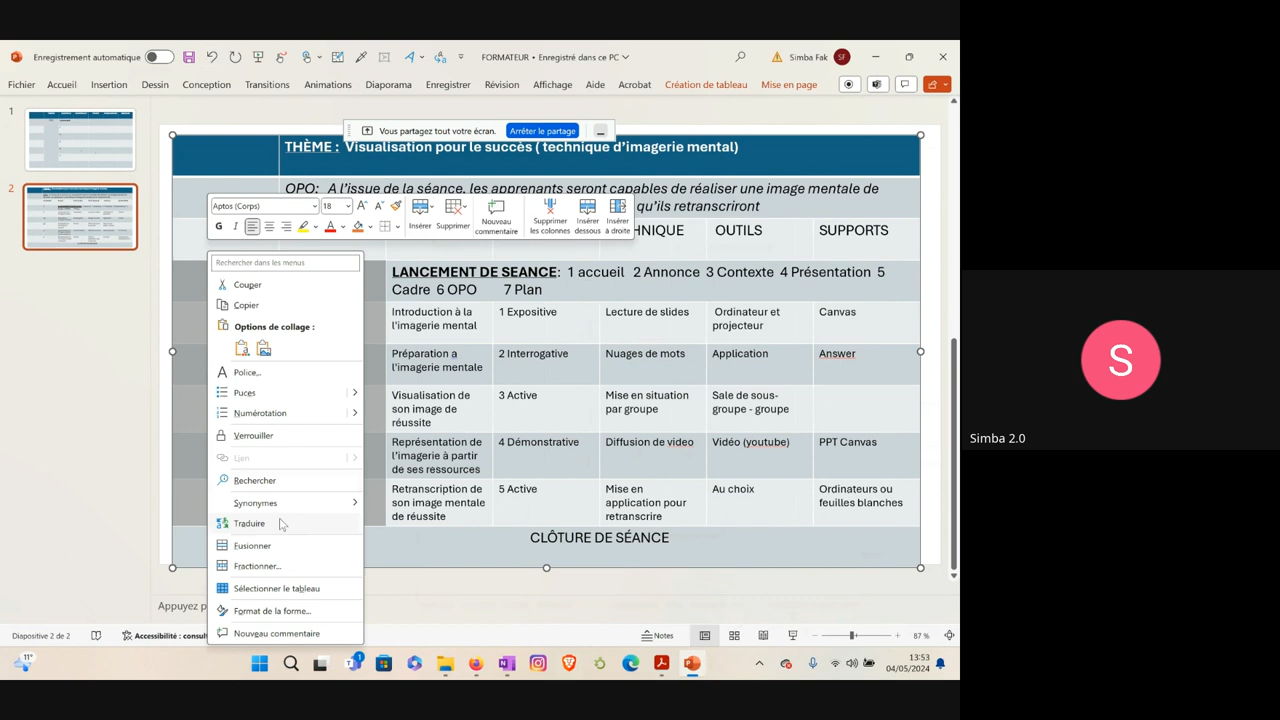 Enregistrement automatique
FORMATEUR • Enregistré dans ce PC
Simba Fak
SF
Fichier Accueil Insertion Dessin Conception Transitions Animations Diaporama Enregistrer Révision Affichage Aide Acrobat Création de tableau Mise en page
1
2
Vous partagez tout votre écran. Arrêter le partage
THÈME : Visualisation pour le succès ( technique d'imagerie mental)
OPO: A l'issue de la séance, les apprenants seront capables de réaliser une image mentale de
qu'ils retranscriront
Aptos (Corps) 18
G I
Insérer
Supprimer
Nouveau
commentaire
Supprimer
les colonnes
Insérer
dessous
Insérer
à droite
HNIQUE OUTILS SUPPORTS
Rechercher dans les menus
Couper
Copier
Options de collage :
Police...
Puces
Numérotation
Verrouiller
Lien
Rechercher
Synonymes
Traduire
Fusionner
Fractionner...
Sélectionner le tableau
Format de la forme...
Nouveau commentaire
LANCEMENT DE SEANCE: 1 accueil 2 Annonce 3 Contexte 4 Présentation 5
Cadre 6 OPO 7 Plan
Introduction à la
l'imagerie mental
1 Expositive
Lecture de slides
Ordinateur et
projecteur
Canvas
Préparation a
l'imagerie mentale
2 Interrogative
Nuages de mots
Application
Answer
Visualisation de
son image de
réussite
3 Active
Mise en situation
par groupe
Sale de sous-
groupe - groupe
Représentation de
l'imagerie à partir
de ses ressources
4 Démonstrative
Diffusion de video
Vidéo (youtube)
PPT Canvas
Retranscription de
son image mentale
de réussite
5 Active
Mise en
application pour
retranscrire
Au choix
Ordinateurs ou
feuilles blanches
CLÔTURE DE SÉANCE
Appuyez p
Diapositive 2 de 2
Accessibilité : consul
Notes
87 %
11°
13:53
04/05/2024
S
Simba 2.0